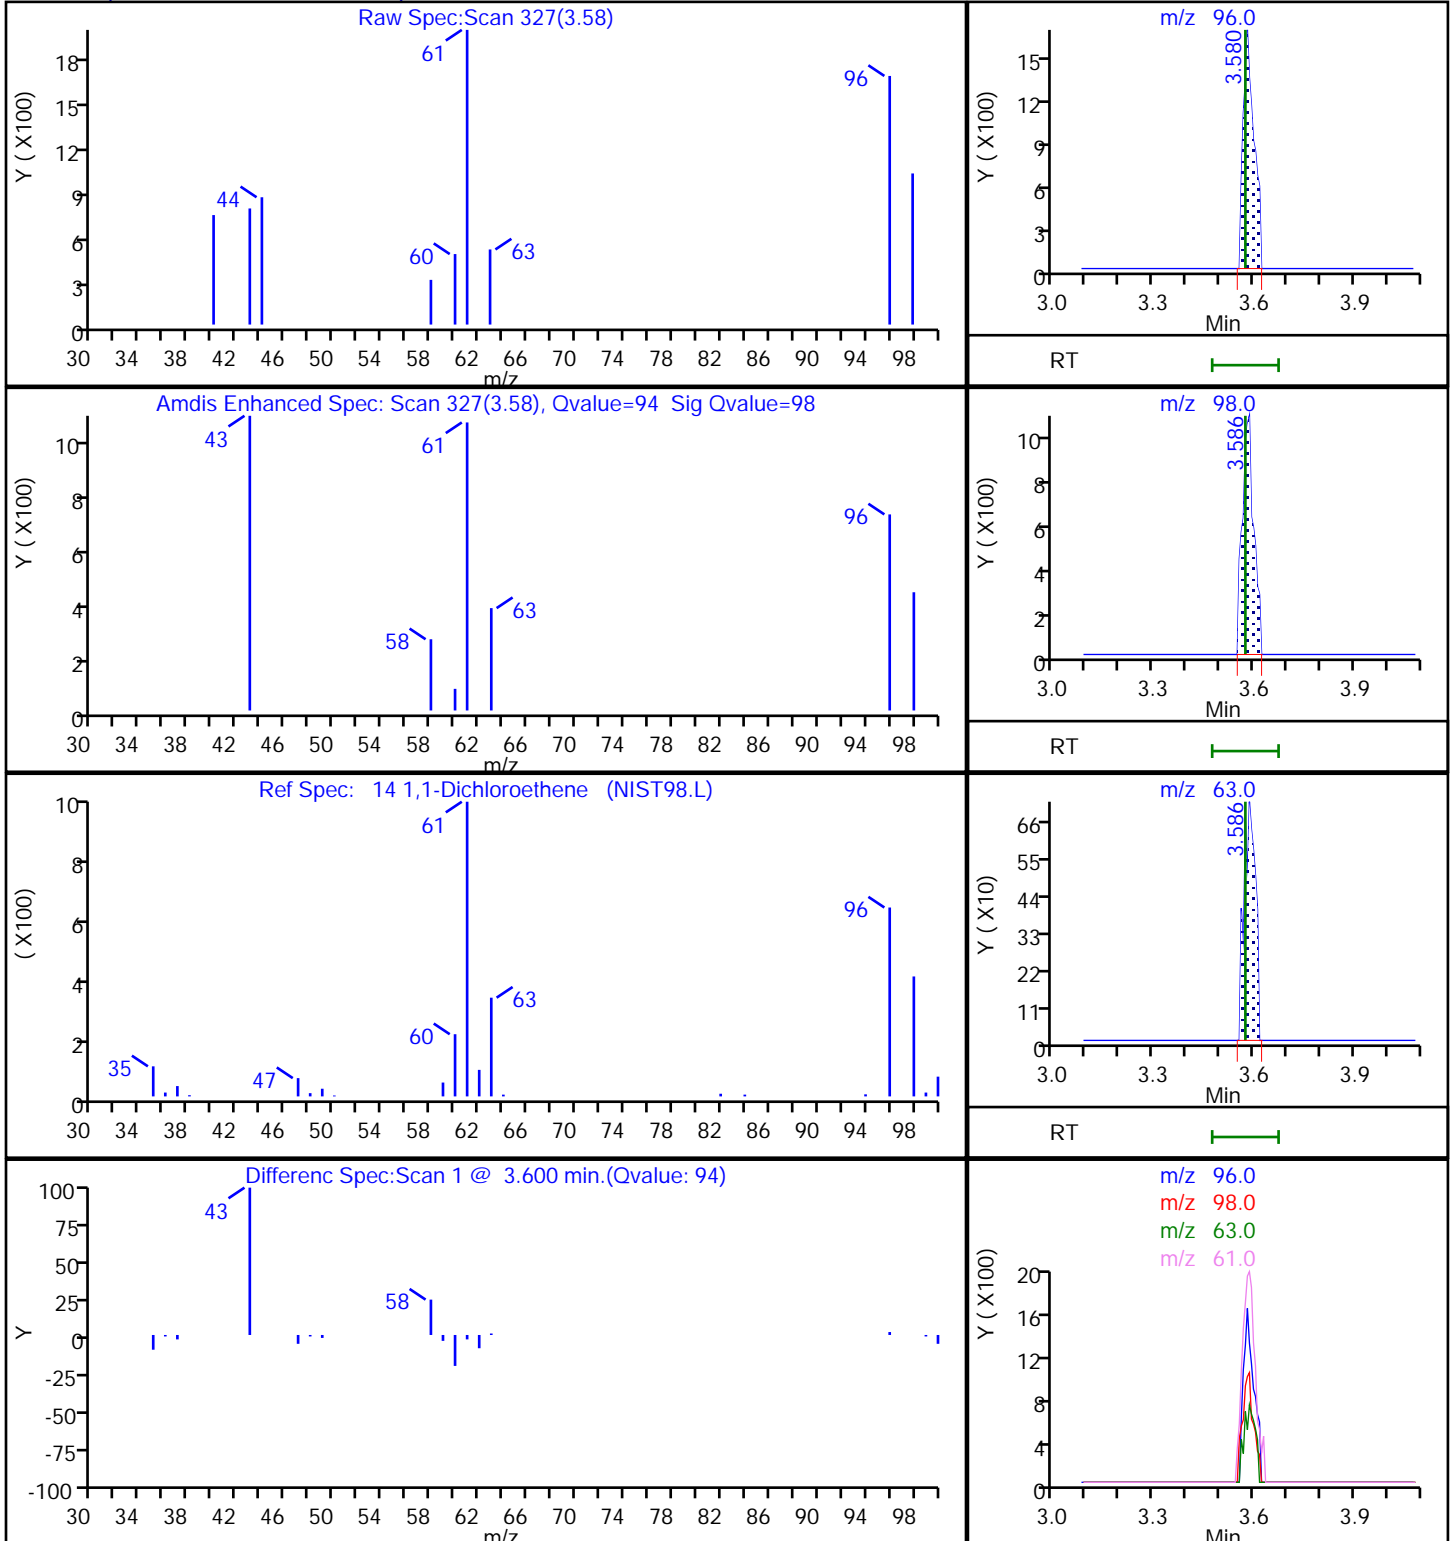 Raw Spec:Scan 327(3.58)
Y ( X100)
18
15
12
9
6
3
0
61
96
44
60
63
30 34 38 42 46 50 54 58 62 66 70 74 78 82 86 90 94 98
m/z
m/z 96.0
Y ( X100)
15
12
9
6
3
0
3.580
3.0 3.3 3.6 3.9
Min
RT
Amdis Enhanced Spec: Scan 327(3.58), Qvalue=94 Sig Qvalue=98
Y ( X100)
10
8
6
4
2
0
43
61
96
58
63
30 34 38 42 46 50 54 58 62 66 70 74 78 82 86 90 94 98
m/z
m/z 98.0
Y ( X100)
10
8
6
4
2
0
3.586
3.0 3.3 3.6 3.9
Min
RT
Ref Spec: 14 1,1-Dichloroethene (NIST98.L)
( X100)
10
8
6
4
2
0
61
96
63
60
35
47
30 34 38 42 46 50 54 58 62 66 70 74 78 82 86 90 94 98
m/z 63.0
Y ( X10)
66
55
44
33
22
11
0
3.586
3.0 3.3 3.6 3.9
Min
RT
Differenc Spec:Scan 1 @ 3.600 min.(Qvalue: 94)
Y
100
75
50
25
0
-25
-50
-75
-100
43
58
30 34 38 42 46 50 54 58 62 66 70 74 78 82 86 90 94 98
m/z
m/z 96.0
m/z 98.0
m/z 63.0
m/z 61.0
Y ( X100)
20
16
12
8
4
0
3.0 3.3 3.6 3.9
Min